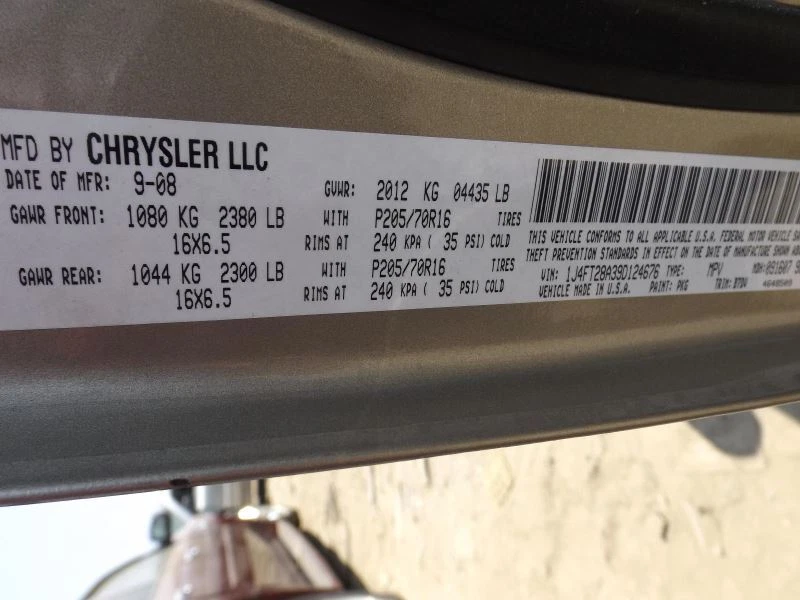 MFD BY CHRYSLER LLC
DATE OF MFR: 9-08 GVWR: 2012 KG 04435 LB
GAWR FRONT: 1080 KG 2380 LB WITH P205/70R16 TIRES
16X6.5 RIMS AT 240 KPA ( 35 PSI) COLD
GAWR REAR: 1044 KG 2300 LB WITH P205/70R16 TIRES
16X6.5 RIMS AT 240 KPA ( 35 PSI) COLD
THIS VEHICLE CONFORMS TO ALL APPLICABLE U.S.A. FEDERAL MOTOR VEHICLE
THEFT PREVENTION STANDARDS IN EFFECT ON THE DATE OF MANUFACTURE SHOWN
VIN: 1J4FT28A39D124676 TYPE: MPV MDH: 091607
VEHICLE MADE IN U.S.A. PAINT: PKG TRIM: B7DV